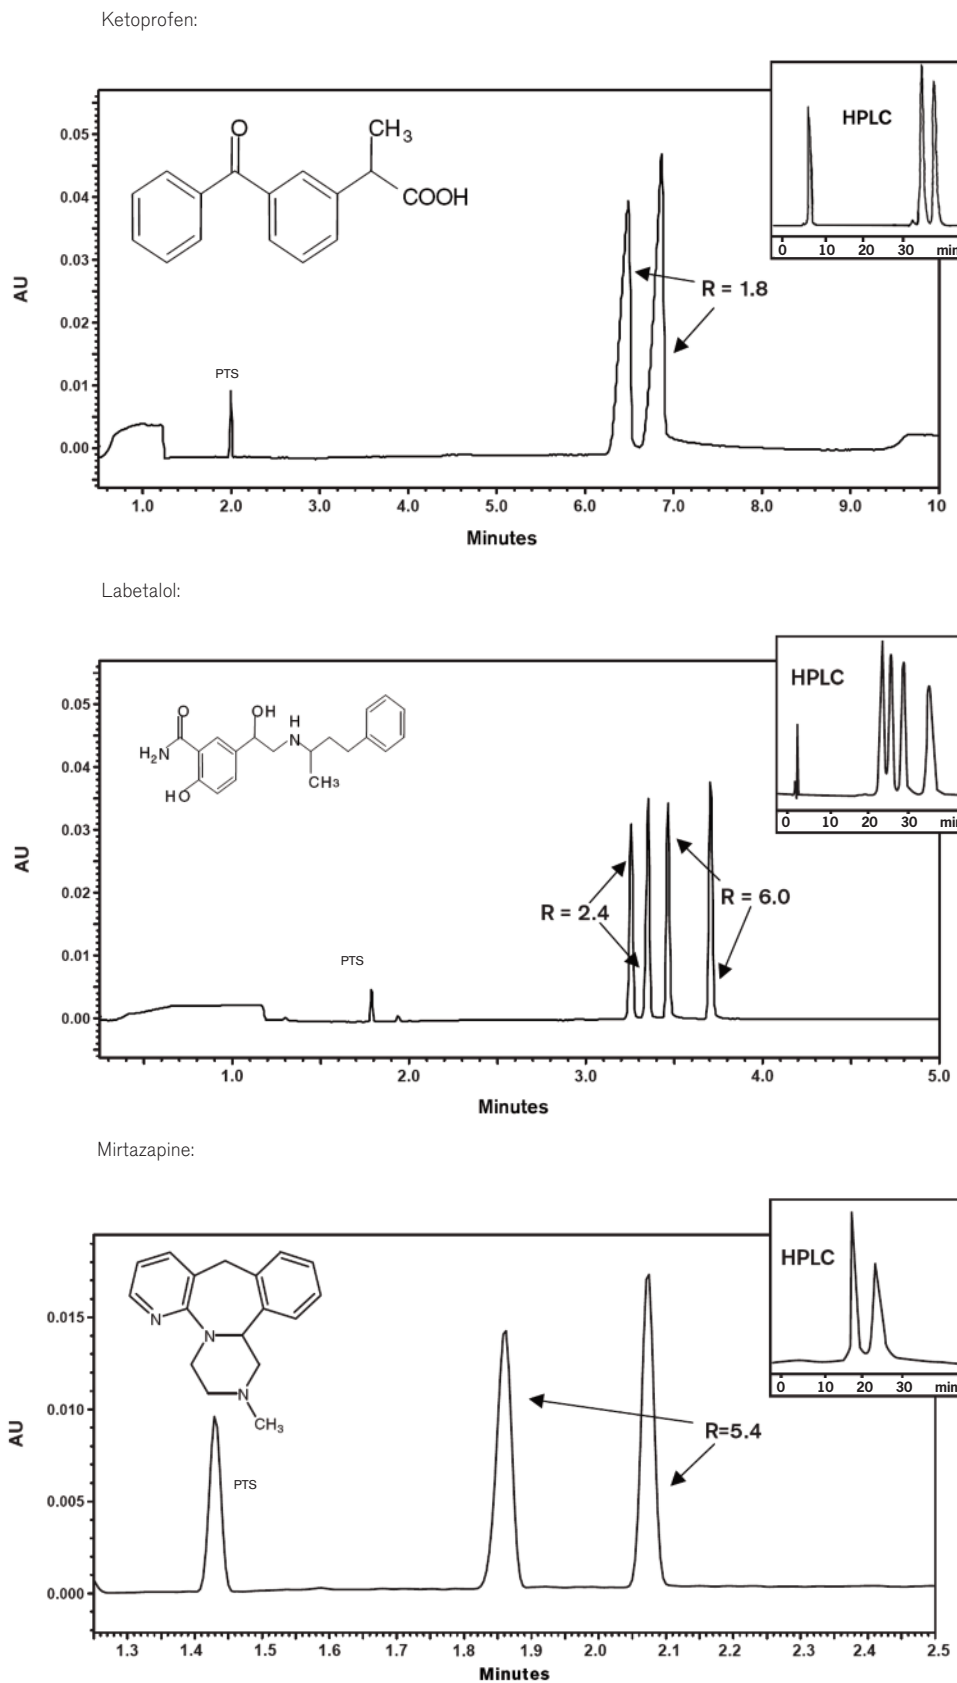 Ketoprofen:
HPLC
0 10 20 30 min
O
CH₃
COOH
0.05
0.04
0.03
0.02
0.01
0.00
AU
R = 1.8
PTS
1.0 2.0 3.0 4.0 5.0 6.0 7.0 8.0 9.0 10
Minutes
Labetalol:
HPLC
0 10 20 30 min
O
OH
H
N
H₂N
HO
CH₃
0.05
0.04
0.03
0.02
0.01
0.00
AU
R = 2.4
R = 6.0
PTS
1.0 2.0 3.0 4.0 5.0
Minutes
Mirtazapine:
HPLC
0 10 20 30 min
N
N
N
CH₃
0.015
0.010
0.005
0.000
AU
R=5.4
PTS
1.3 1.4 1.5 1.6 1.7 1.8 1.9 2.0 2.1 2.2 2.3 2.4 2.5
Minutes